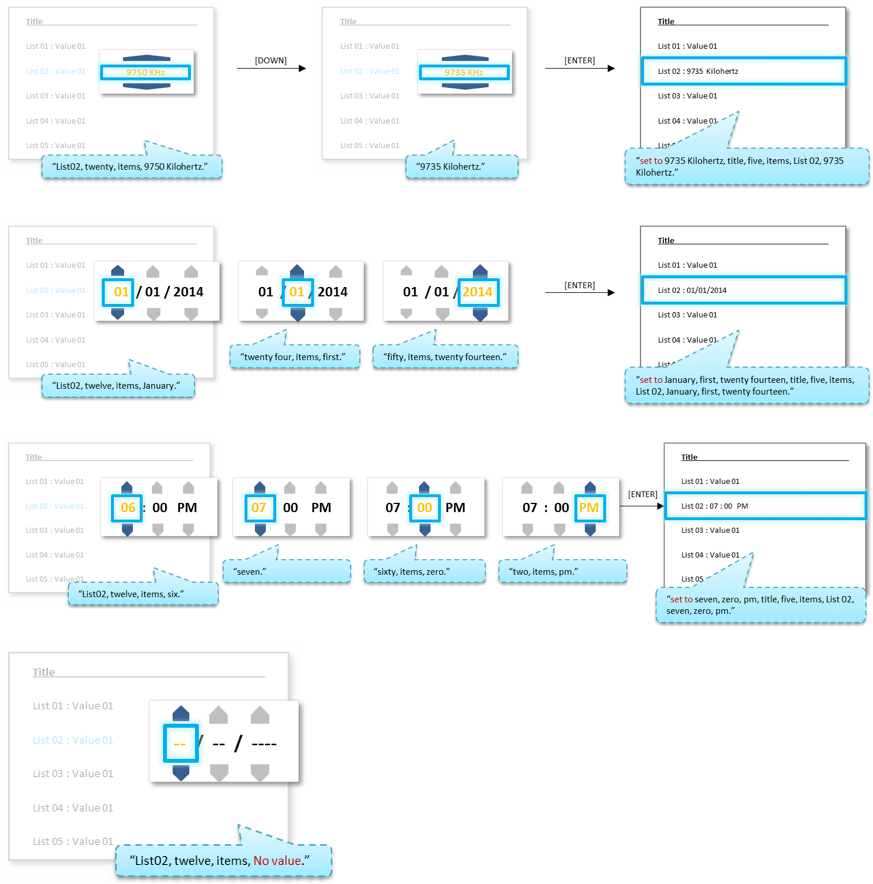 Title
List 01 : Value 01
List 02 : Value 01
List 03 : Value 01
List 04 : Value 01
List 05 : Value 01
9750 KHz
“List02, twenty, items, 9750 Kilohertz.”
[DOWN]
Title
List 01 : Value 01
List 02 : Value 01
List 03 : Value 01
List 04 : Value 01
List 05 : Value 01
9735 KHz
“9735 Kilohertz.”
[ENTER]
Title
List 01 : Value 01
List 02 : 9735 Kilohertz
List 03 : Value 01
List 04 : Value 01
“set to 9735 Kilohertz, title, five, items, List 02, 9735
Kilohertz.”
Title
List 01 : Value 01
List 02 : Value 01
List 03 : Value 01
List 04 : Value 01
List 05 : Value 01
01 / 01 / 2014
“List02, twelve, items, January.”
01 / 01 / 2014
“twenty four, items, first.”
01 / 01 / 2014
“fifty, items, twenty fourteen.”
[ENTER]
Title
List 01 : Value 01
List 02 : 01/01/2014
List 03 : Value 01
List 04 : Value 01
“set to January, first, twenty fourteen, title, five, items,
List 02, January, first, twenty fourteen.”
Title
List 01 : Value 01
List 02 : Value 01
List 03 : Value 01
List 04 : Value 01
List 05 : Value 01
06 : 00 PM
“List02, twelve, items, six.”
07 00 PM
“seven.”
07 : 00 PM
“sixty, items, zero.”
07 : 00 PM
“two, items, pm.”
[ENTER]
Title
List 01 : Value 01
List 02 : 07 : 00 PM
List 03 : Value 01
List 04 : Value 01
List 05
“set to seven, zero, pm, title, five, items, List 02,
seven, zero, pm.”
Title
List 01 : Value 01
List 02 : Value 01
List 03 : Value 01
List 04 : Value 01
List 05 : Value 01
-- / -- / ----
“List02, twelve, items, No value.”